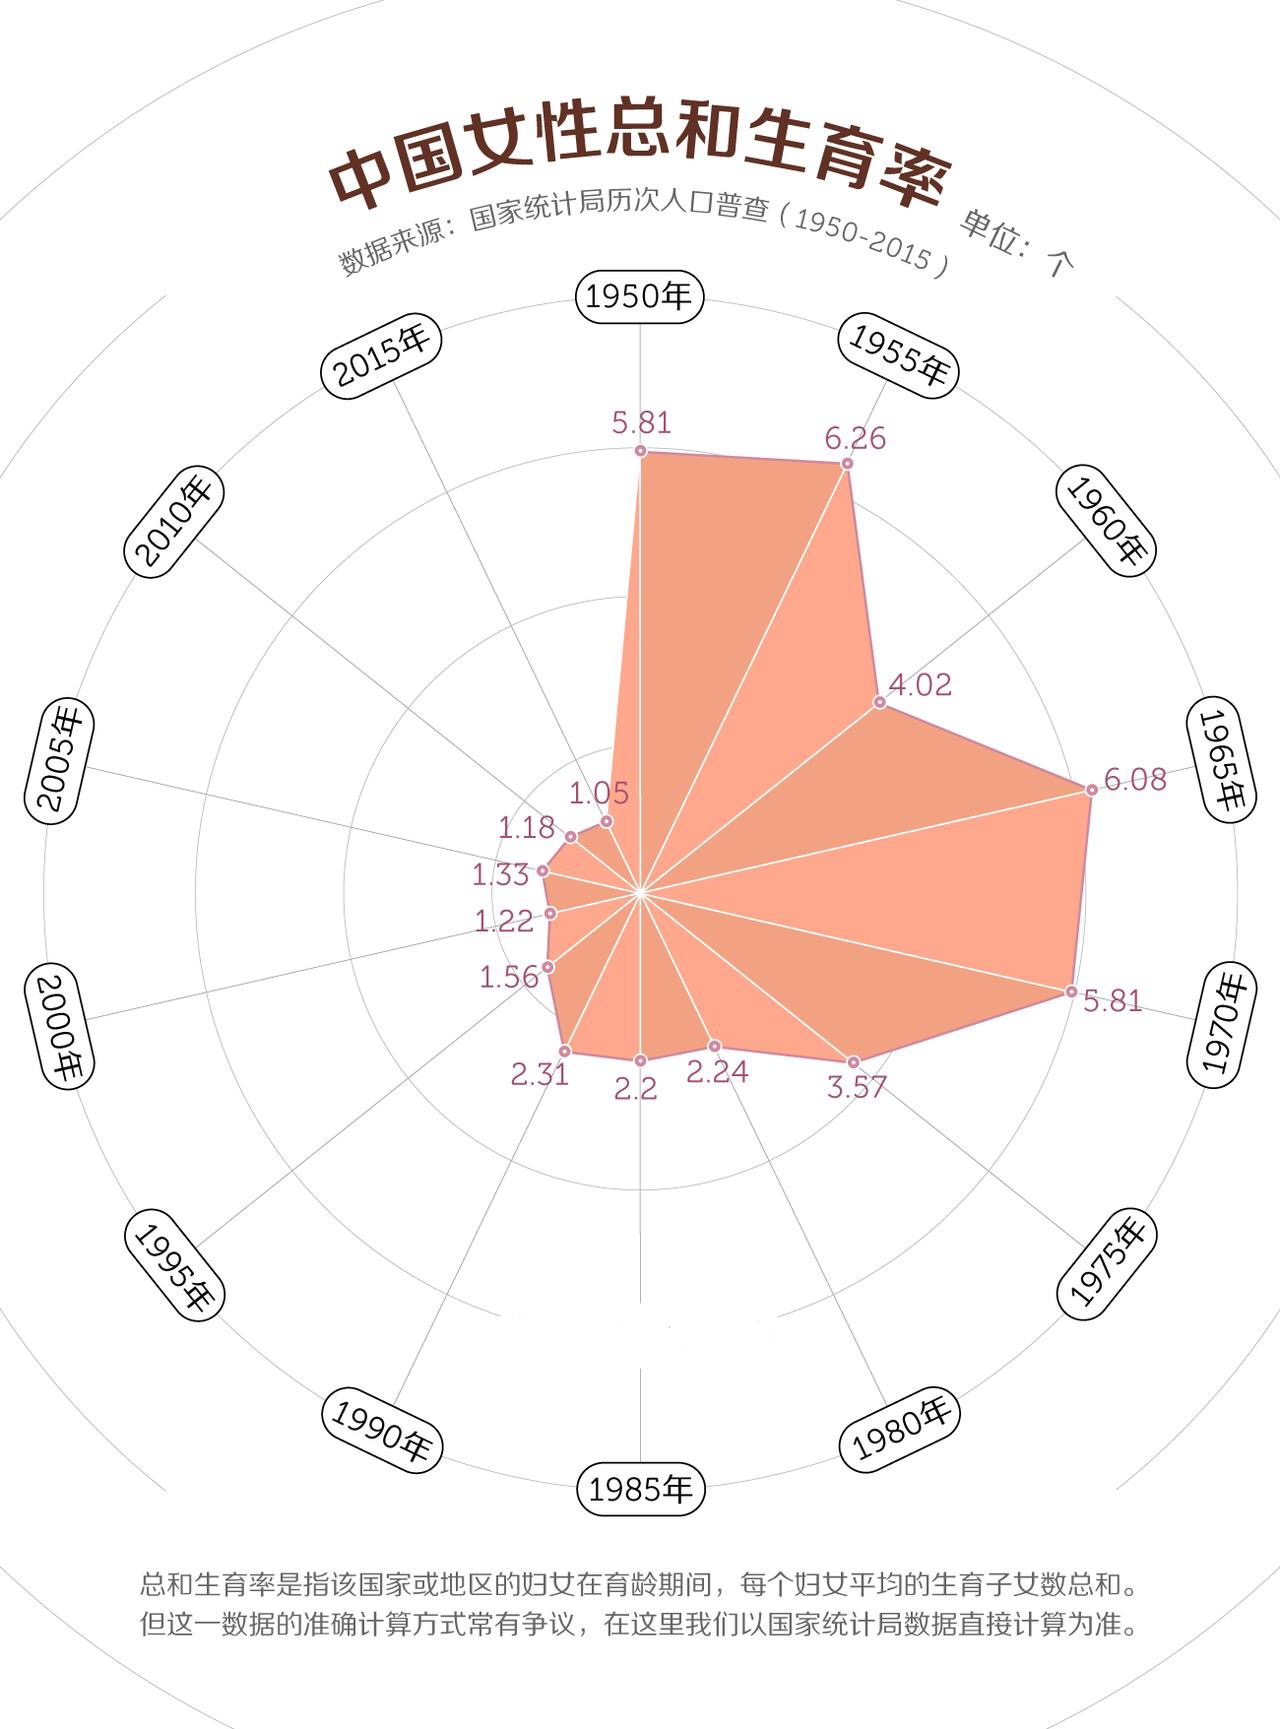 中国女性总和生育率
数据来源：国家统计局历次人口普查（1950-2015）
单位：个
1950年
5.81
1955年
6.26
1960年
4.02
1965年
6.08
1970年
5.81
1975年
3.57
1980年
2.24
1985年
2.2
1990年
2.31
1995年
1.56
2000年
1.22
2005年
1.33
2010年
1.18
2015年
1.05
总和生育率是指该国家或地区的妇女在育龄期间，每个妇女平均的生育子女数总和。
但这一数据的准确计算方式常有争议，在这里我们以国家统计局数据直接计算为准。